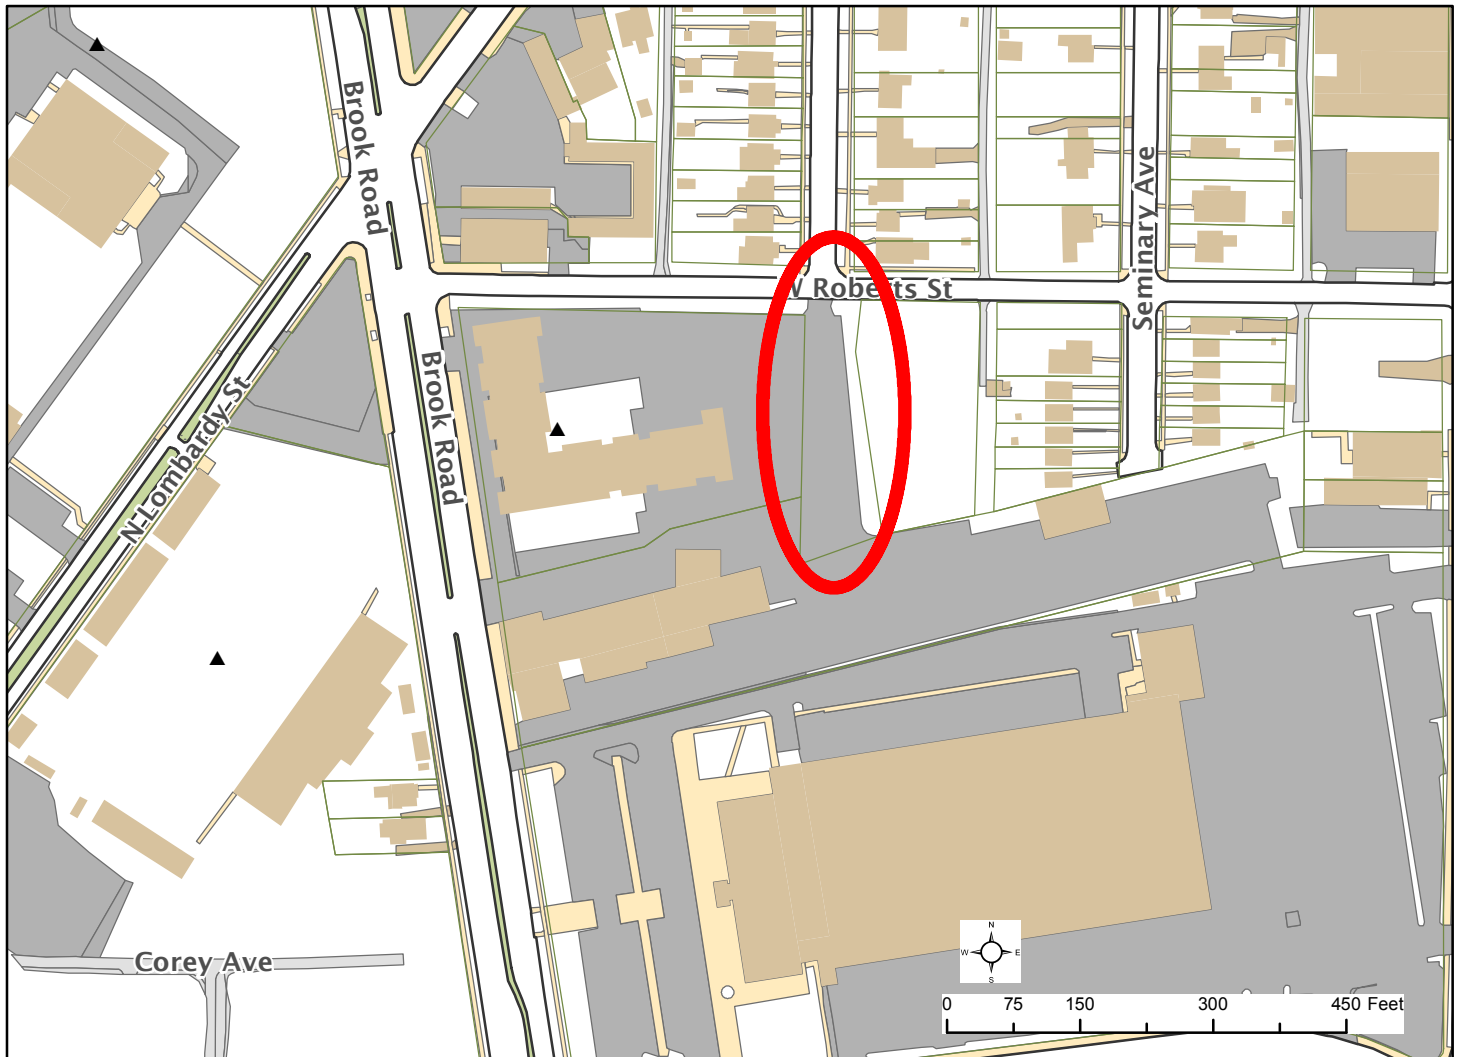 Brook Road
W Roberts St
Seminary Ave
Brook Road
N Lombardy St
Corey Ave
N
W E
S
0 75 150 300 450 Feet